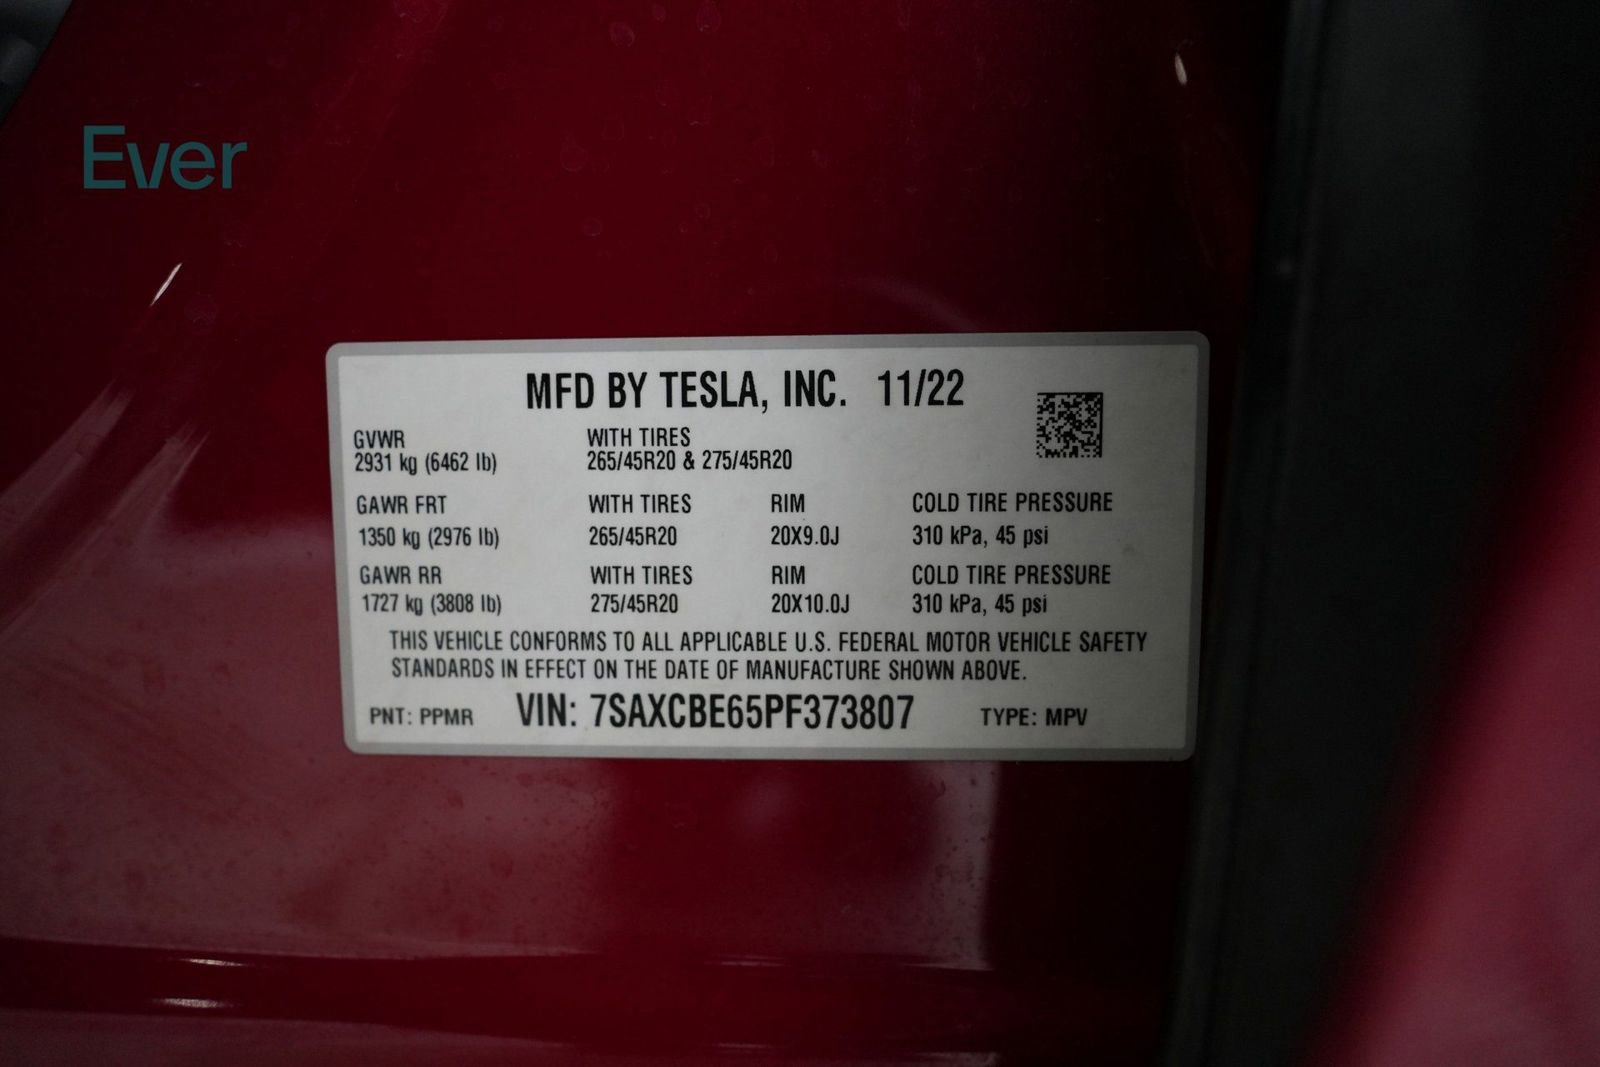 Ever
MFD BY TESLA, INC. 11/22
GVWR WITH TIRES
2931 kg (6462 lb) 265/45R20 & 275/45R20
GAWR FRT WITH TIRES RIM COLD TIRE PRESSURE
1350 kg (2976 lb) 265/45R20 20X9.0J 310 kPa, 45 psi
GAWR RR WITH TIRES RIM COLD TIRE PRESSURE
1727 kg (3808 lb) 275/45R20 20X10.0J 310 kPa, 45 psi
THIS VEHICLE CONFORMS TO ALL APPLICABLE U.S. FEDERAL MOTOR VEHICLE SAFETY
STANDARDS IN EFFECT ON THE DATE OF MANUFACTURE SHOWN ABOVE.
PNT: PPMR VIN: 7SAXCBE65PF373807 TYPE: MPV